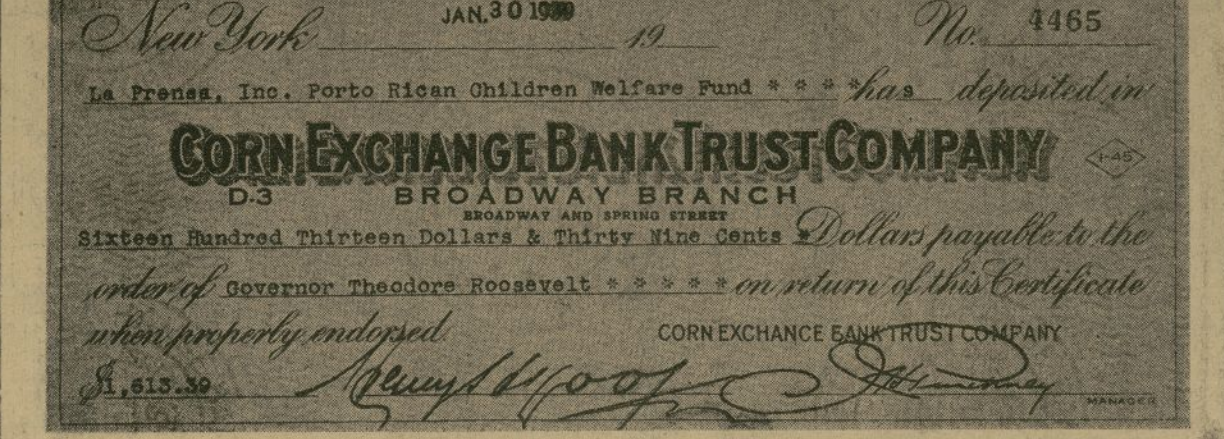 New York JAN. 30 19 19 No. 4465
La Prensa, Inc. Porto Rican Children Welfare Fund * * * * has deposited in
CORN EXCHANGE BANK TRUST COMPANY 1-45
D-3 BROADWAY BRANCH
BROADWAY AND SPRING STREET
Sixteen Hundred Thirteen Dollars & Thirty Nine Cents * Dollars payable to the
order of Governor Theodore Roosevelt * * * * * on return of this Certificate
when properly endorsed. CORN EXCHANGE BANK TRUST COMPANY
$1,613.39
MANAGER